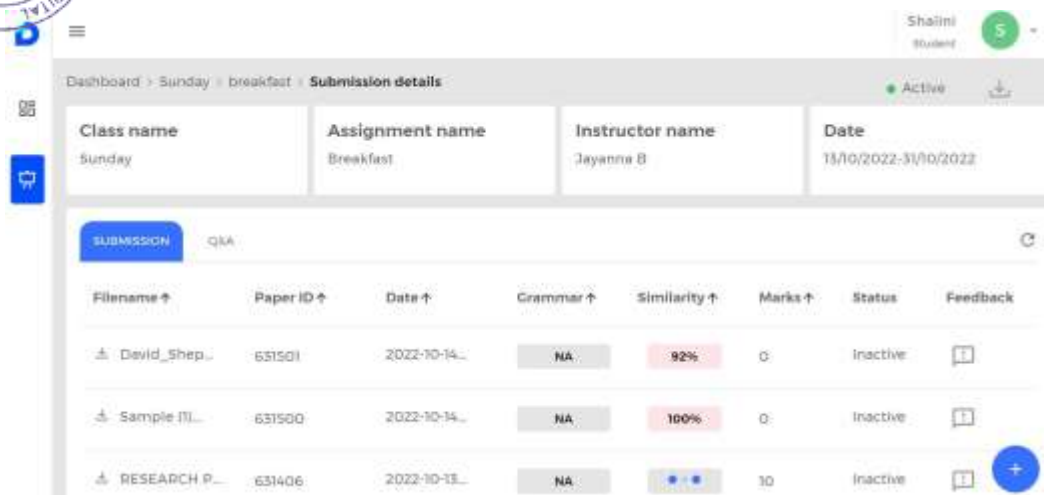 ITAL
Shalini
S
Student
Dashboard > Sunday > breakfast > Submission details
Active
Class name Assignment name Instructor name Date
Sunday Breakfast Jayanna B 13/10/2022-31/10/2022
SUBMISSION Q&A
Filename↑ Paper ID↑ Date↑ Grammar↑ Similarity↑ Marks↑ Status Feedback
David_Shep... 631501 2022-10-14... NA 92% 0 Inactive
Sample (1)... 631500 2022-10-14... NA 100% 0 Inactive
RESEARCH P... 631406 2022-10-13... NA 10 Inactive